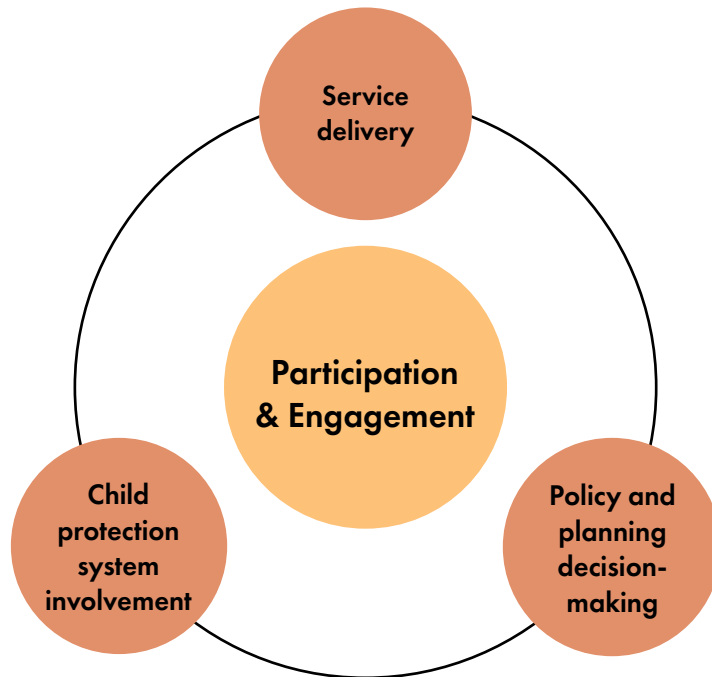 Service
delivery
Participation
& Engagement
Child
protection
system
involvement
Policy and
planning
decision-
making